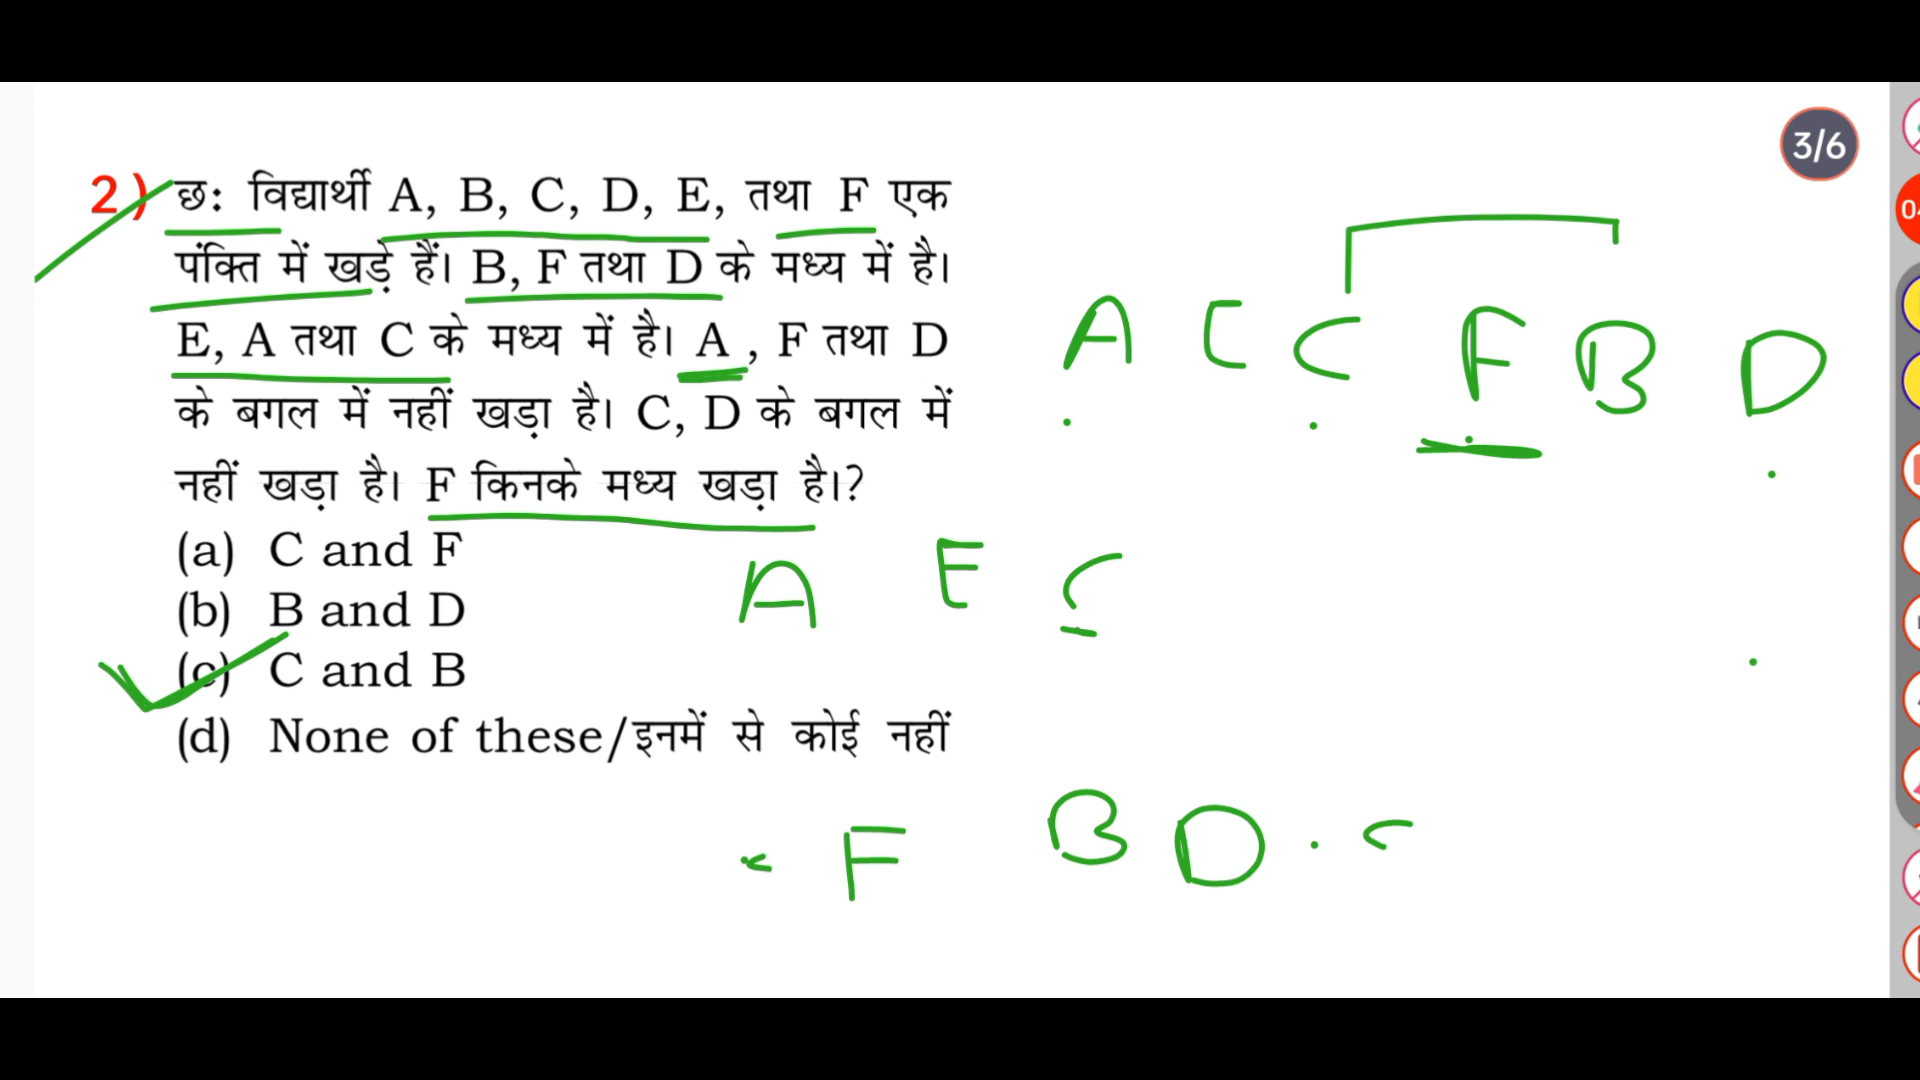 3/6
2) छः विद्यार्थी A, B, C, D, E, तथा F एक
पंक्ति में खड़े हैं। B, F तथा D के मध्य में है।
E, A तथा C के मध्य में है। A , F तथा D
के बगल में नहीं खड़ा है। C, D के बगल में
नहीं खड़ा है। F किनके मध्य खड़ा है।?
(a) C and F
(b) B and D
(c) C and B
(d) None of these/इनमें से कोई नहीं
A E C F B D
A E C
F B D